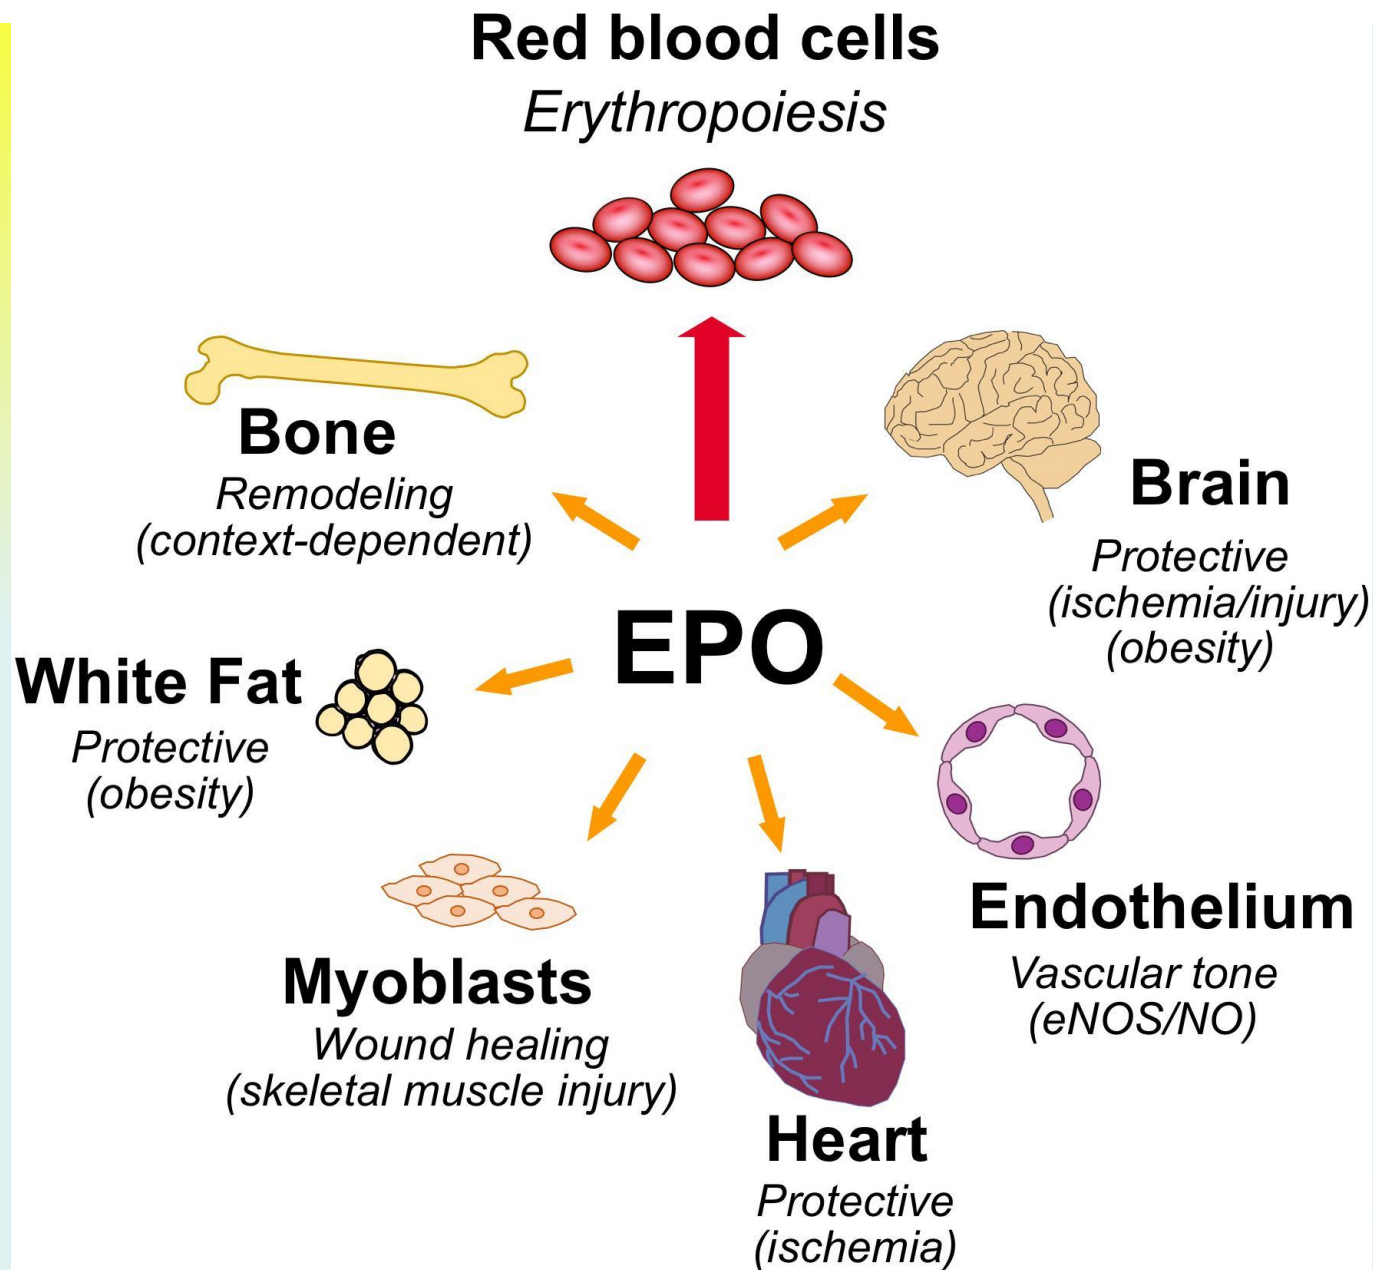 Red blood cells
Erythropoiesis
Bone
Remodeling
(context-dependent)
Brain
Protective
(ischemia/injury)
(obesity)
EPO
White Fat
Protective
(obesity)
Endothelium
Vascular tone
(eNOS/NO)
Myoblasts
Wound healing
(skeletal muscle injury)
Heart
Protective
(ischemia)